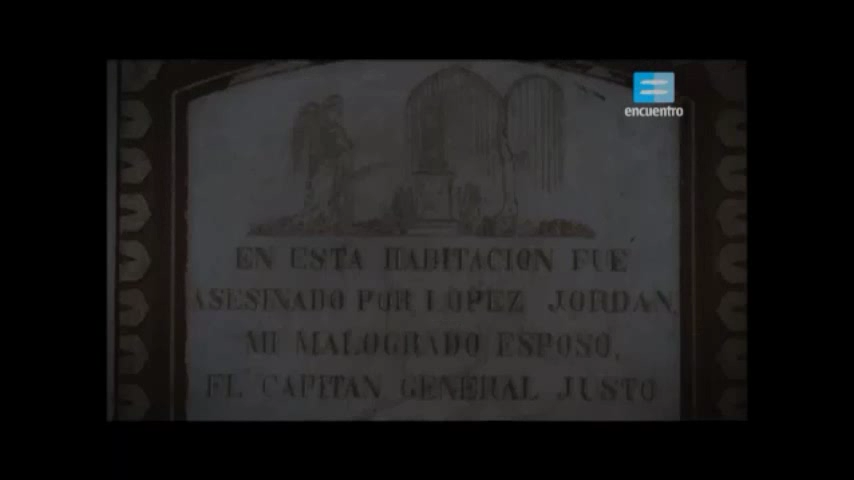 encuentro
EN ESTA HABITACION FUE
ASESINADO POR LOPEZ JORDAN,
MI MALOGRADO ESPOSO,
EL CAPITAN GENERAL JUSTO